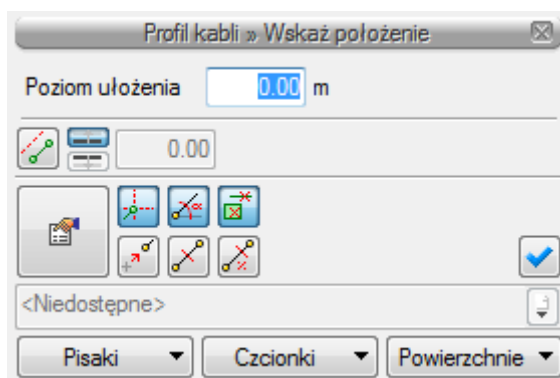 Profil kabli » Wskaż położenie
Poziom ułożenia 0.00 m
0.00
<Niedostępne>
Pisaki Czcionki Powierzchnie